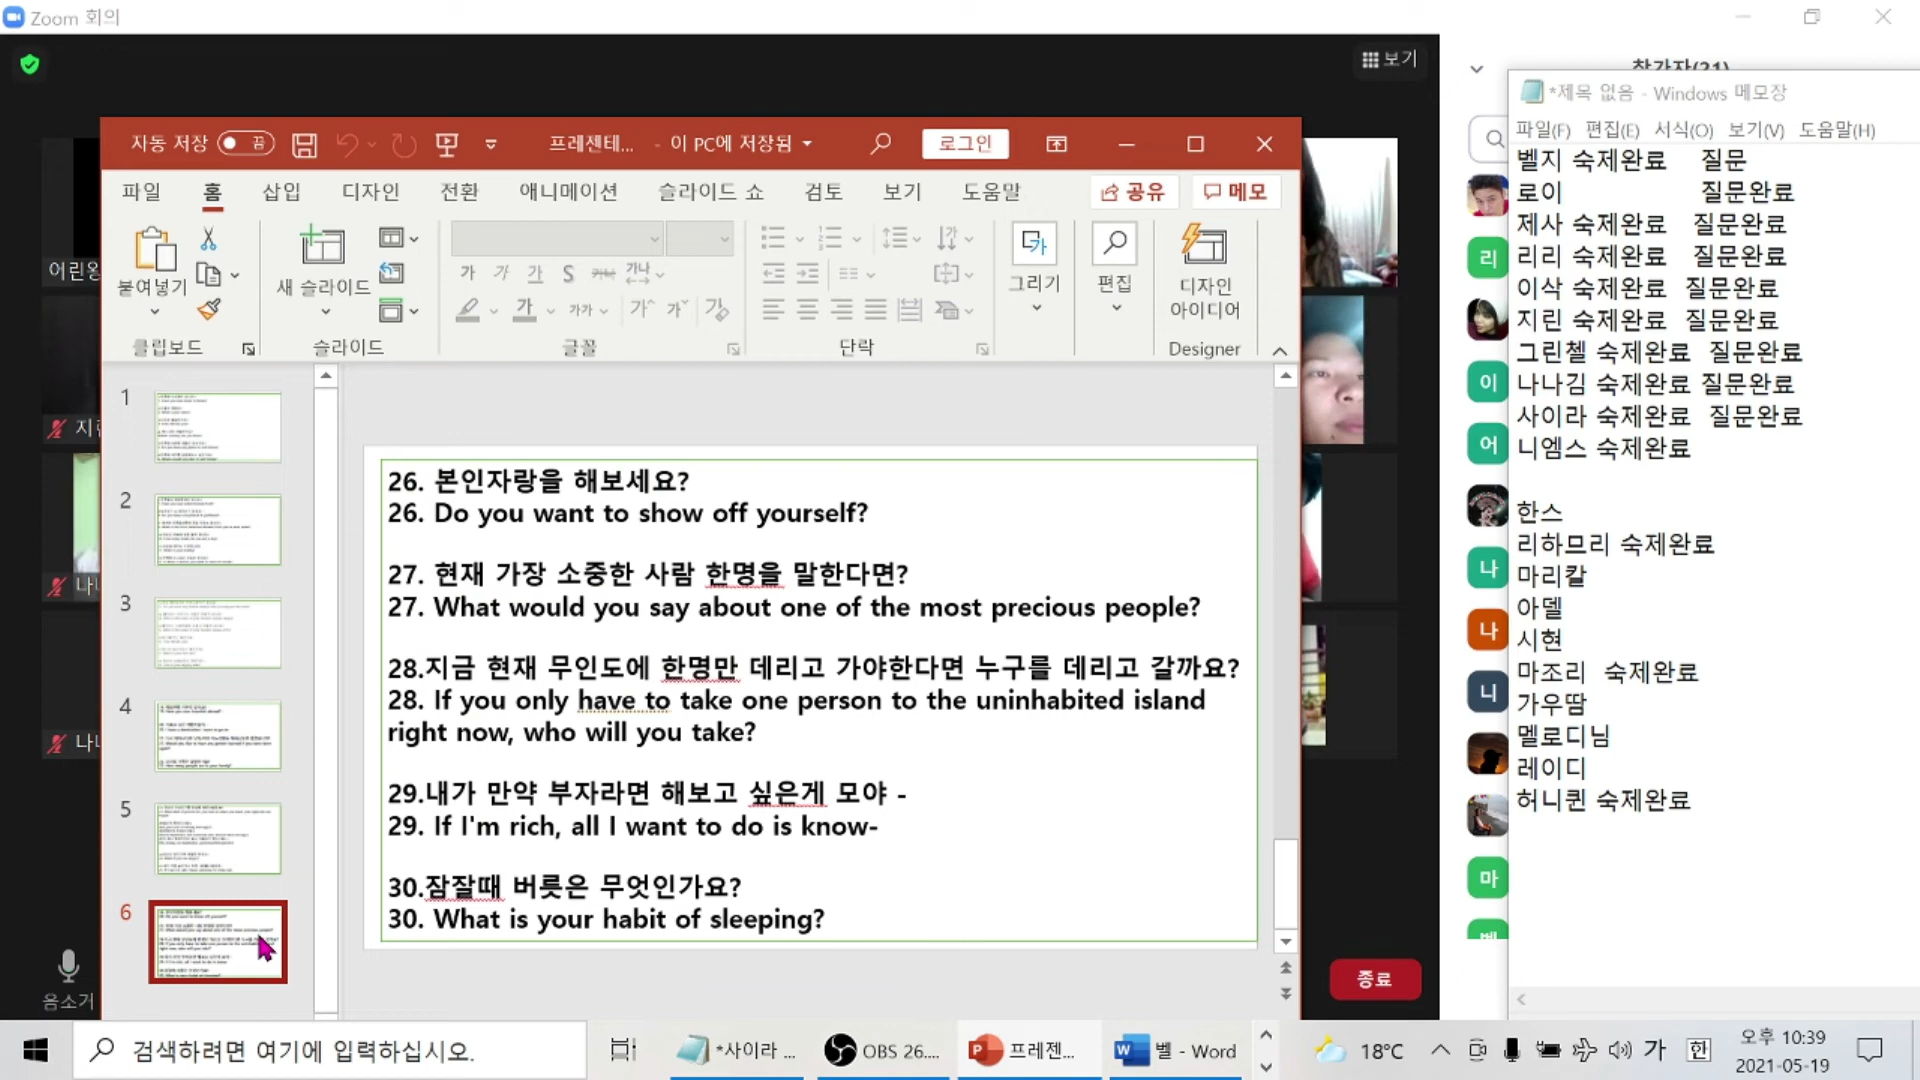 Zoom 회의
보기
자동 저장 끔
프레젠테... - 이 PC에 저장됨
로그인
파일 홈 삽입 디자인 전환 애니메이션 슬라이드 쇼 검토 보기 도움말
공유 메모
붙여넣기
새 슬라이드
그리기
편집
디자인
아이디어
클립보드
슬라이드
글꼴
단락
Designer
1
2
3
4
5
6
26. 본인자랑을 해보세요?
26. Do you want to show off yourself?
27. 현재 가장 소중한 사람 한명을 말한다면?
27. What would you say about one of the most precious people?
28.지금 현재 무인도에 한명만 데리고 가야한다면 누구를 데리고 갈까요?
28. If you only have to take one person to the uninhabited island
right now, who will you take?
29.내가 만약 부자라면 해보고 싶은게 모야 -
29. If I'm rich, all I want to do is know-
30.잠잘때 버릇은 무엇인가요?
30. What is your habit of sleeping?
음소거
종료
*제목 없음 - Windows 메모장
파일(F) 편집(E) 서식(O) 보기(V) 도움말(H)
벨지 숙제완료 질문
로이 질문완료
제사 숙제완료 질문완료
리리 숙제완료 질문완료
이삭 숙제완료 질문완료
지린 숙제완료 질문완료
그린첼 숙제완료 질문완료
나나김 숙제완료 질문완료
사이라 숙제완료 질문완료
니엠스 숙제완료
한스
리하므리 숙제완료
마리칼
아델
시현
마조리 숙제완료
가우땀
멜로디님
레이디
허니퀸 숙제완료
리
이
어
나
나
니
마
검색하려면 여기에 입력하십시오.
*사이라 ...
OBS 26....
프레젠...
벨 - Word
18°C
가
한
오후 10:39
2021-05-19